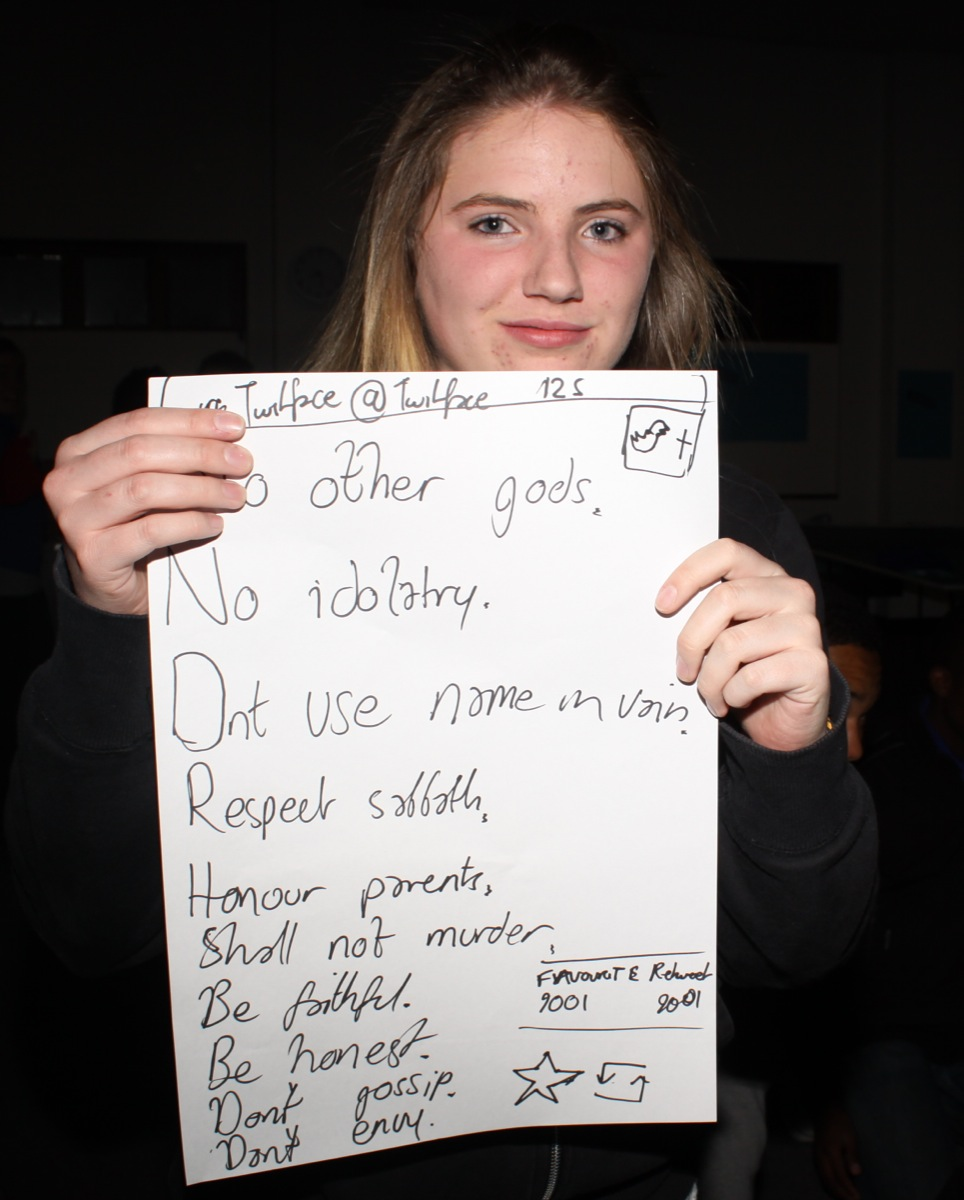 Twitface @Twitface 12s
other gods.
No idolatry.
Dnt use name in vain.
Respect sabbath.
Honour parents.
Shall not murder.
Be faithful.
Be honest.
Dont gossip.
Dont envy.
FAVOURITE Retweet
9001 9001